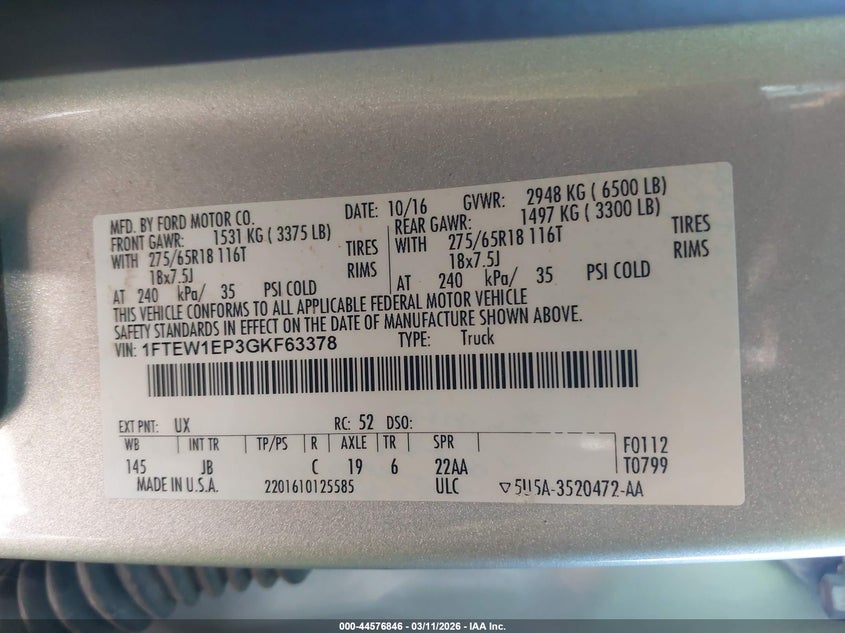 MFD. BY FORD MOTOR CO. DATE: 10/16 GVWR: 2948 KG ( 6500 LB)
FRONT GAWR: 1531 KG ( 3375 LB) REAR GAWR: 1497 KG ( 3300 LB)
WITH 275/65R18 116T TIRES WITH 275/65R18 116T TIRES
18x7.5J RIMS 18x7.5J RIMS
AT 240 kPa/ 35 PSI COLD AT 240 kPa/ 35 PSI COLD
THIS VEHICLE CONFORMS TO ALL APPLICABLE FEDERAL MOTOR VEHICLE
SAFETY STANDARDS IN EFFECT ON THE DATE OF MANUFACTURE SHOWN ABOVE.
VIN: 1FTEW1EP3GKF63378 TYPE: Truck
EXT PNT: UX RC: 52 DSO:
WB INT TR TP/PS R AXLE TR SPR F0112
145 JB C 19 6 22AA T0799
MADE IN U.S.A. 2201610125585 ULC ▽5U5A-3520472-AA
000-44576846 - 03/11/2026 - IAA Inc.